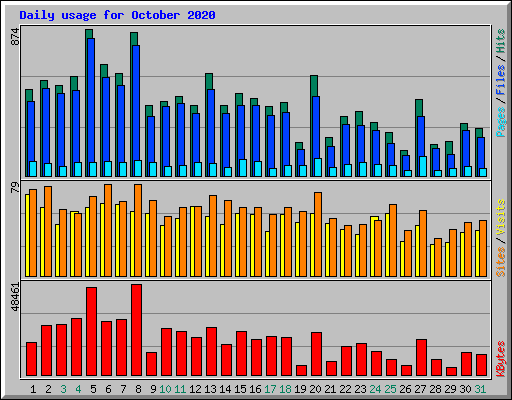 Daily usage for October 2020
874
Pages / Files / Hits
79
Sites / Visits
48461
KBytes
1 2 3 4 5 6 7 8 9 10 11 12 13 14 15 16 17 18 19 20 21 22 23 24 25 26 27 28 29 30 31